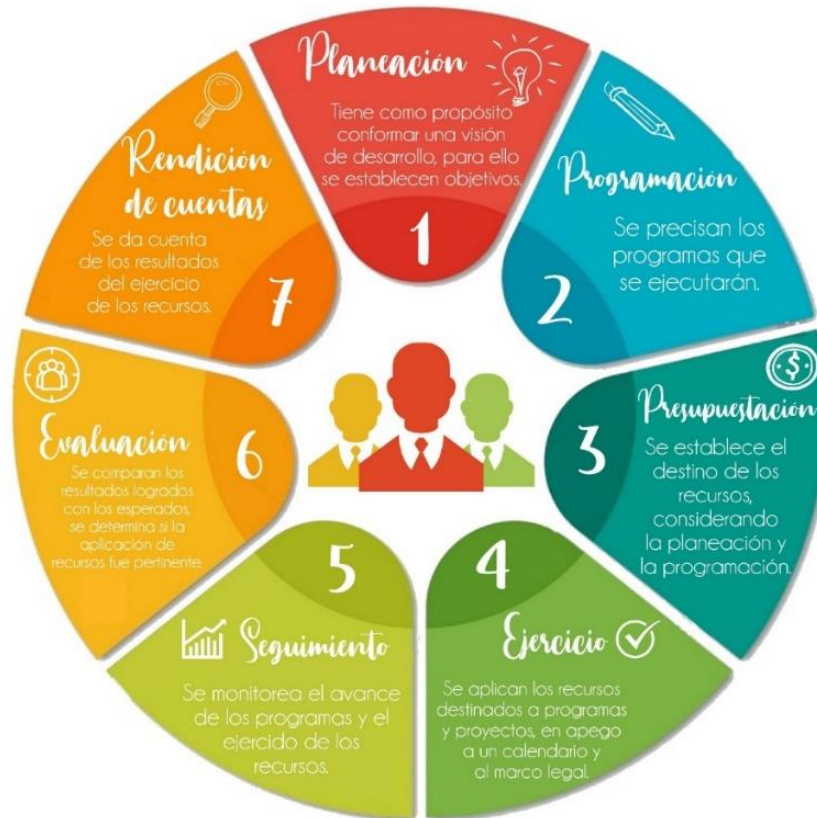 Planeación
Tiene como propósito
conformar una visión
de desarrollo, para ello
se establecen objetivos.
1
Programación
Se precisan los
programas que
se ejecutarán.
2
Presupuestación
Se establece el
destino de los
recursos,
considerando
la planeación y
la programación.
3
Ejercicio
Se aplican los recursos
destinados a programas
y proyectos, en apego
a un calendario y
al marco legal.
4
Seguimiento
Se monitorea el avance
de los programas y el
ejercido de los
recursos.
5
Evaluación
Se comparan los
resultados logrados
con los esperados,
se determina si la
aplicación de
recursos fue pertinente.
6
Rendición
de cuentas
Se da cuenta
de los resultados
del ejercicio
de los recursos.
7
$